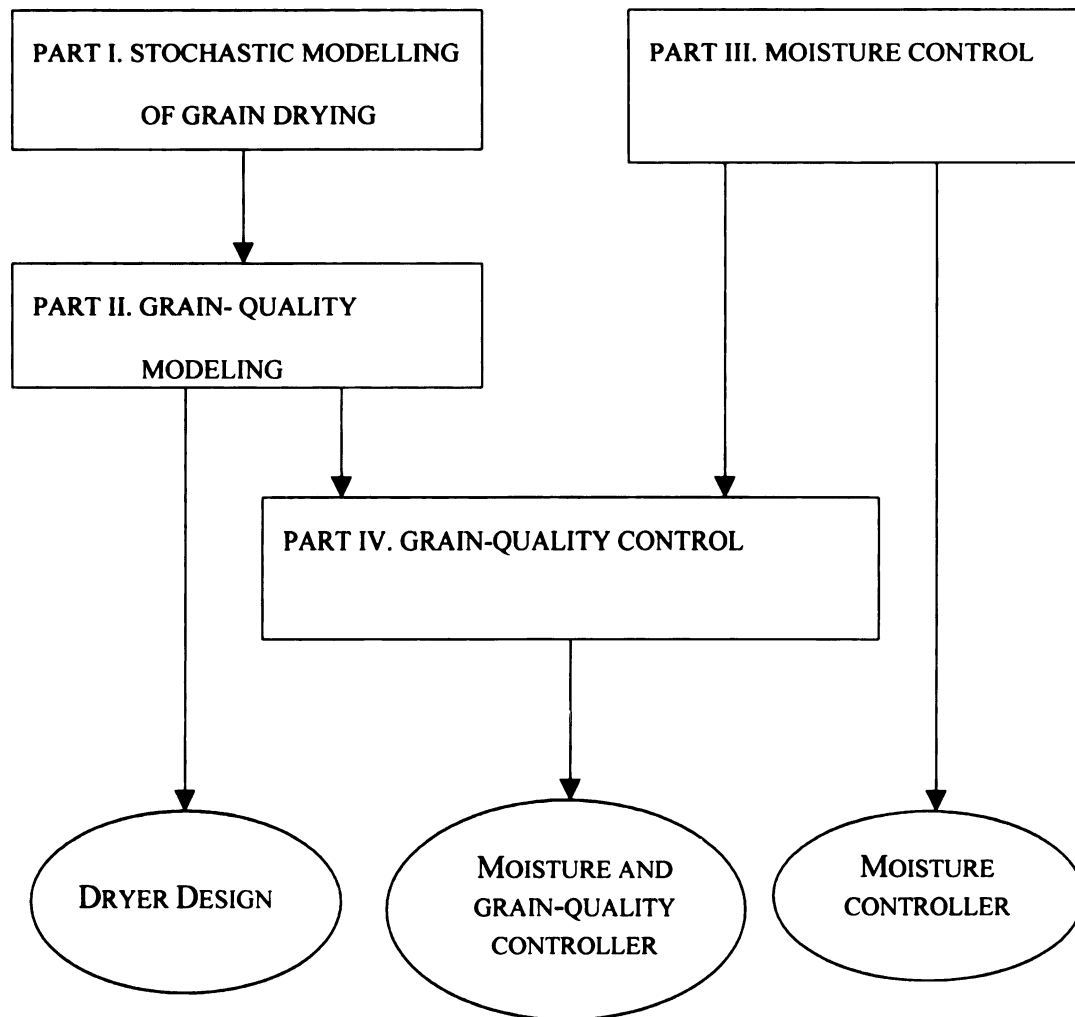 PART I. STOCHASTIC MODELLING
OF GRAIN DRYING
PART III. MOISTURE CONTROL
PART II. GRAIN- QUALITY
MODELING
PART IV. GRAIN-QUALITY CONTROL
DRYER DESIGN
MOISTURE AND
GRAIN-QUALITY
CONTROLLER
MOISTURE
CONTROLLER